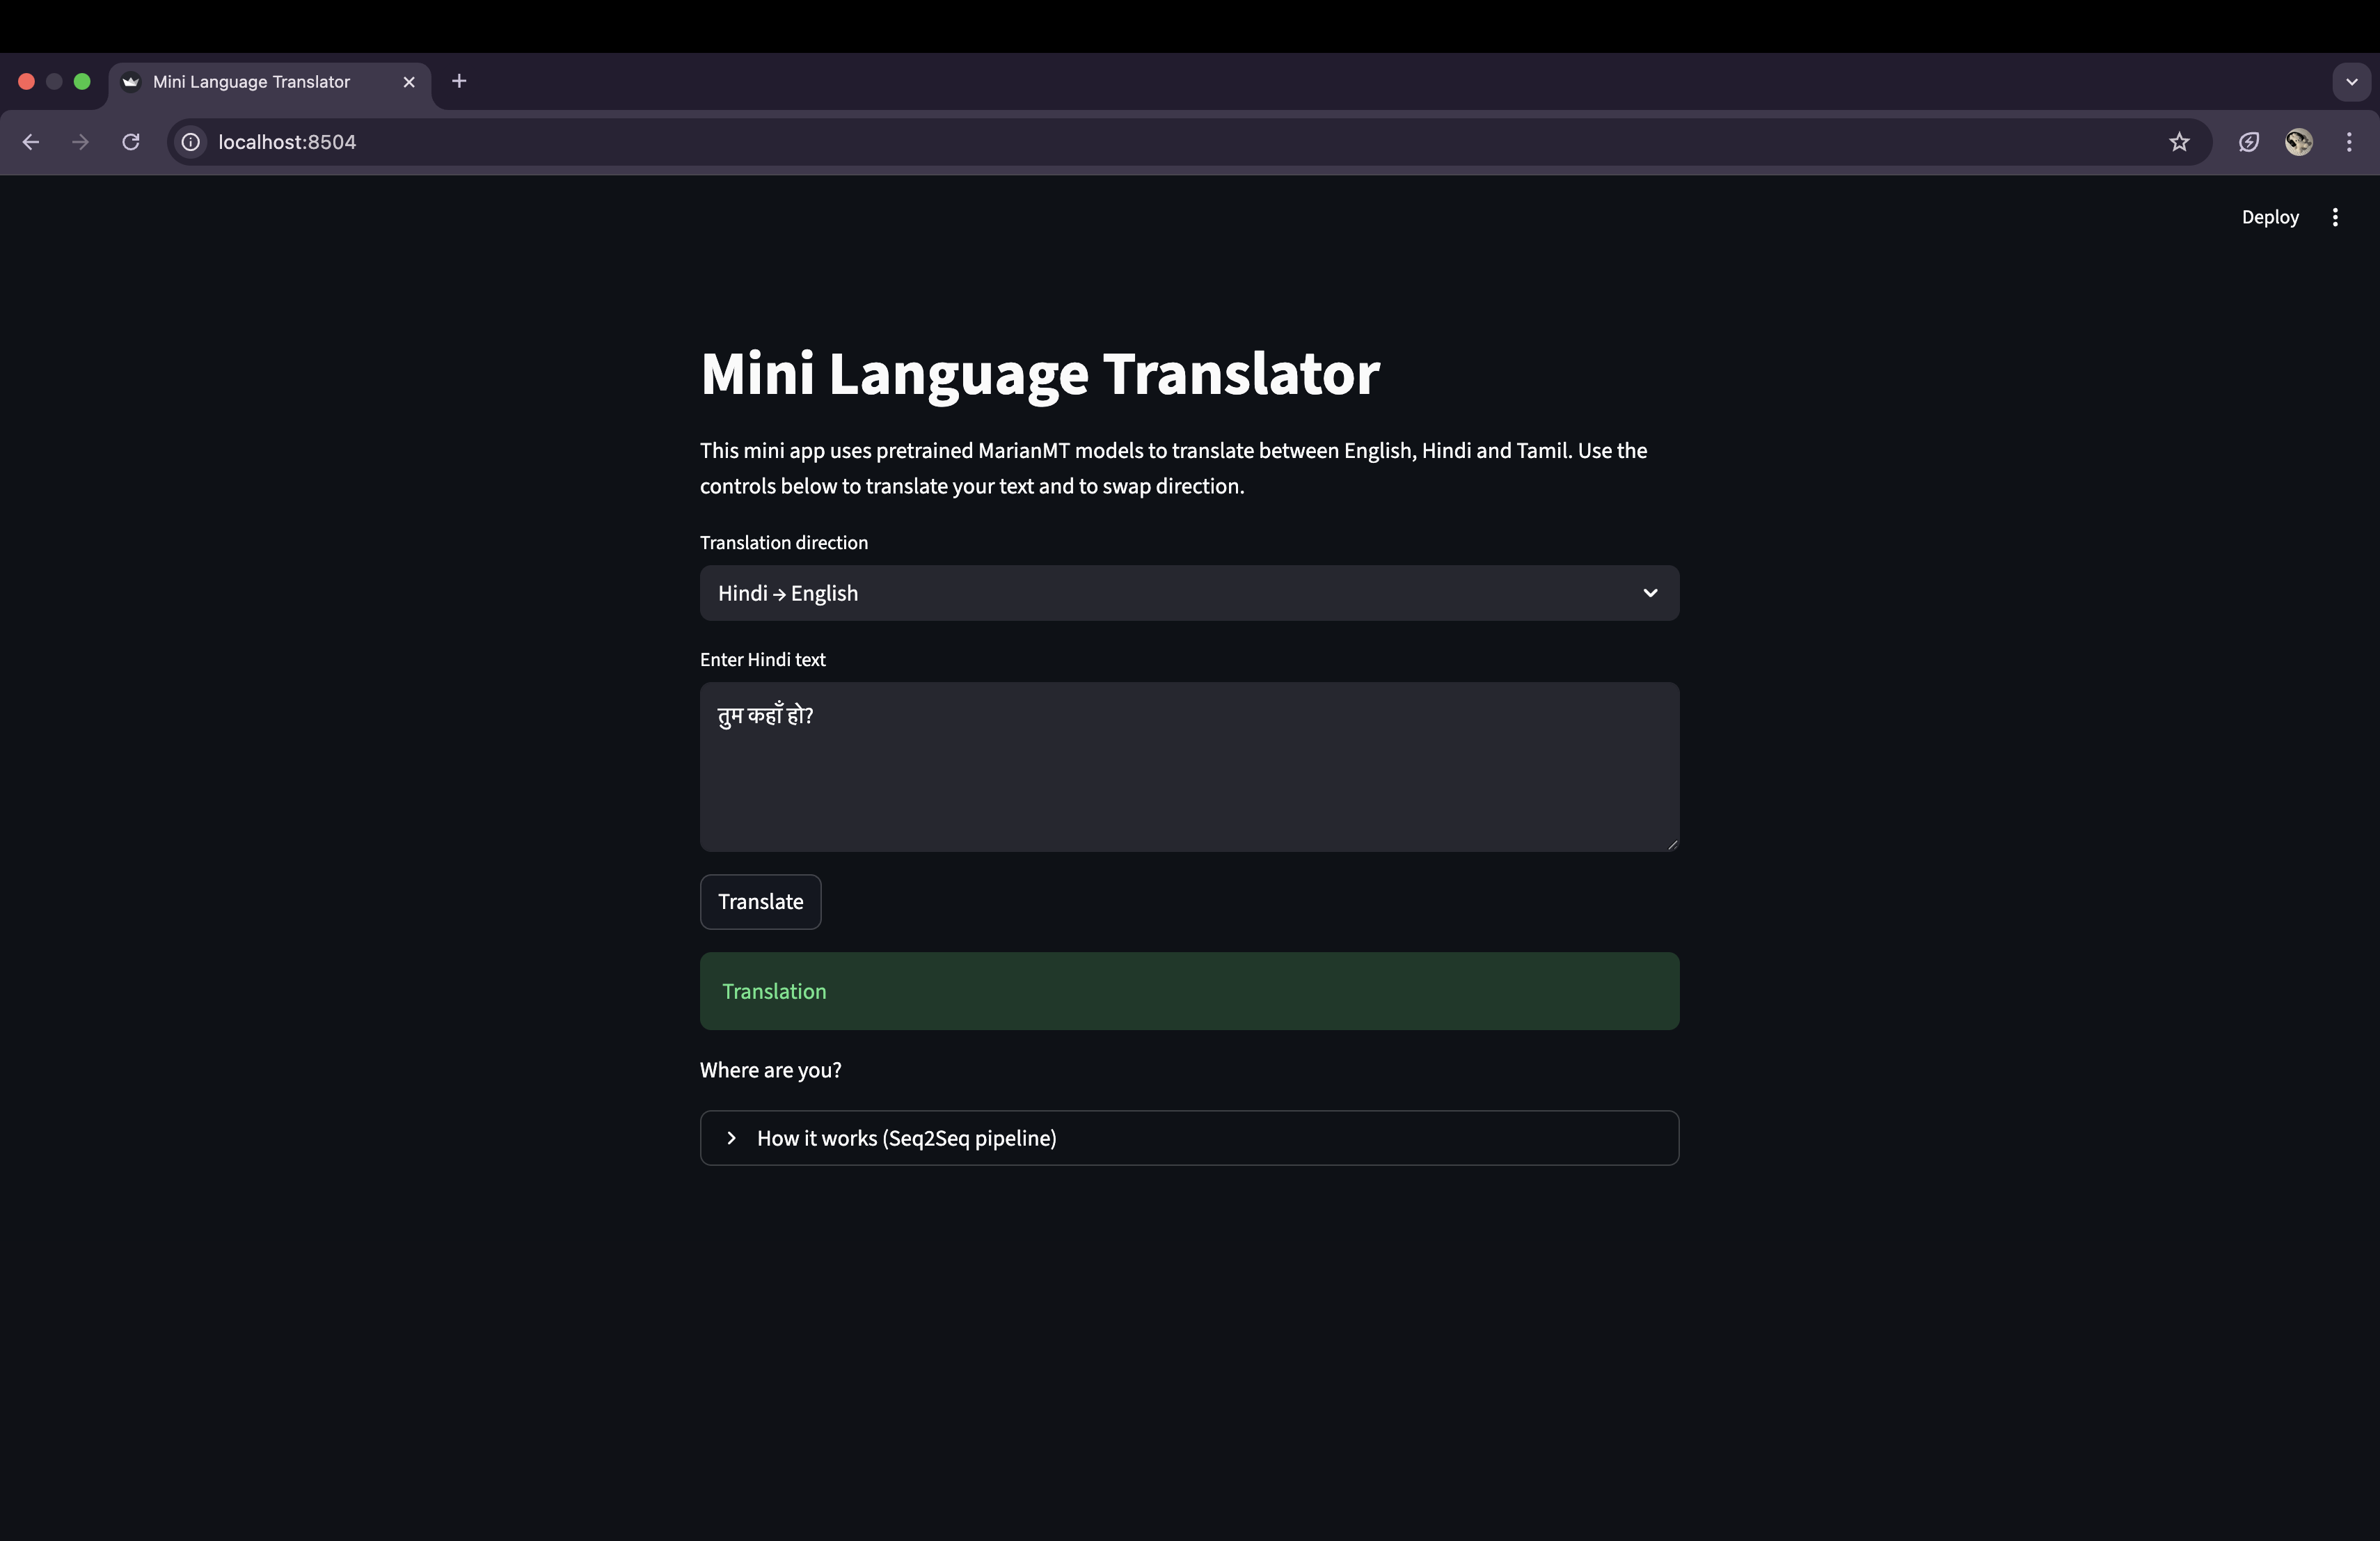 Mini Language Translator
localhost:8504
Deploy
Mini Language Translator
This mini app uses pretrained MarianMT models to translate between English, Hindi and Tamil. Use the
controls below to translate your text and to swap direction.
Translation direction
Hindi → English
Enter Hindi text
तुम कहाँ हो?
Translate
Translation
Where are you?
How it works (Seq2Seq pipeline)